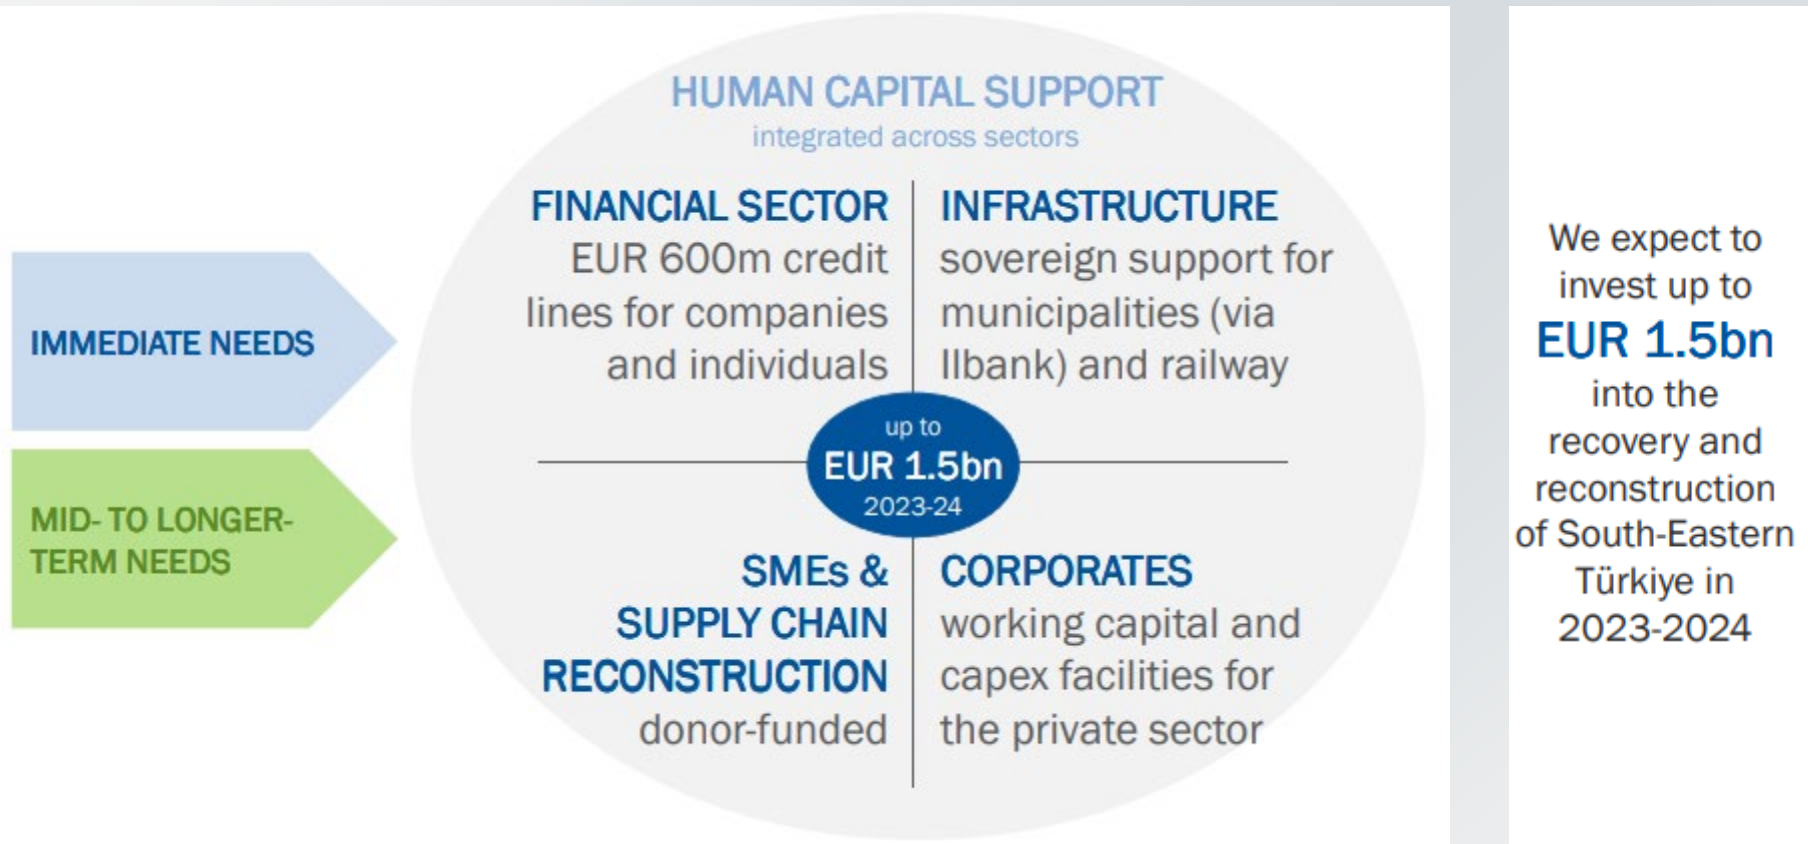 HUMAN CAPITAL SUPPORT
integrated across sectors
IMMEDIATE NEEDS
MID- TO LONGER-
TERM NEEDS
FINANCIAL SECTOR
EUR 600m credit
lines for companies
and individuals
INFRASTRUCTURE
sovereign support for
municipalities (via
Ilbank) and railway
up to
EUR 1.5bn
2023-24
SMEs &
SUPPLY CHAIN
RECONSTRUCTION
donor-funded
CORPORATES
working capital and
capex facilities for
the private sector
We expect to
invest up to
EUR 1.5bn
into the
recovery and
reconstruction
of South-Eastern
Türkiye in
2023-2024